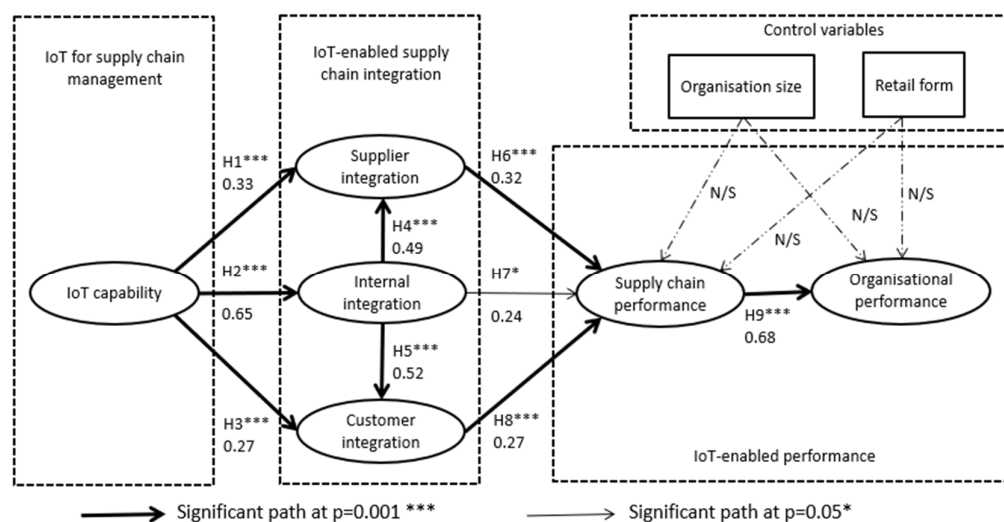 IoT for supply chain
management
IoT-enabled supply
chain integration
Control variables
Organisation size
Retail form
H1***
0.33
Supplier
integration
H6***
0.32
N/S
N/S
N/S
N/S
H4***
0.49
IoT capability
H2***
0.65
Internal
integration
H7*
0.24
Supply chain
performance
H9***
0.68
Organisational
performance
H5***
0.52
H3***
0.27
Customer
integration
H8***
0.27
IoT-enabled performance
Significant path at p=0.001 ***
Significant path at p=0.05*